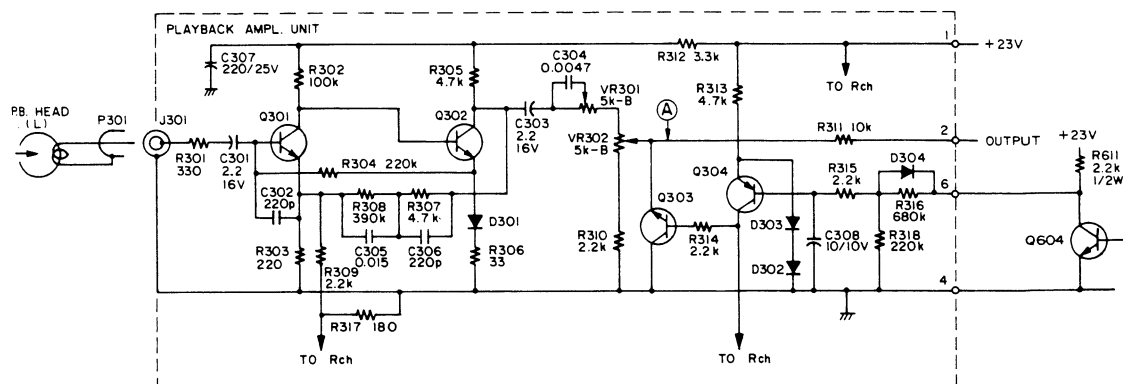 PLAYBACK AMPL. UNIT
C307
220/25V
R302
100k
R305
4.7k
C304
0.0047
R312 3.3k
1
+23V
TO Rch
R313
4.7k
VR301
5k-B
P.B. HEAD
(L)
P301
J301
Q301
Q302
C303
2.2
16V
VR302
5k-B
A
R311 10k
2
OUTPUT
+23V
R301
330
C301
2.2
16V
R304 220k
C302
220p
R308
390k
R307
4.7k
D301
Q303
Q304
R315
2.2k
D304
6
R611
2.2k
1/2W
R316
680k
R303
220
R309
2.2k
C305
0.015
C306
220p
R306
33
R310
2.2k
R314
2.2k
D303
D302
C308
10/10V
R318
220k
Q604
4
R317 180
TO Rch
TO Rch